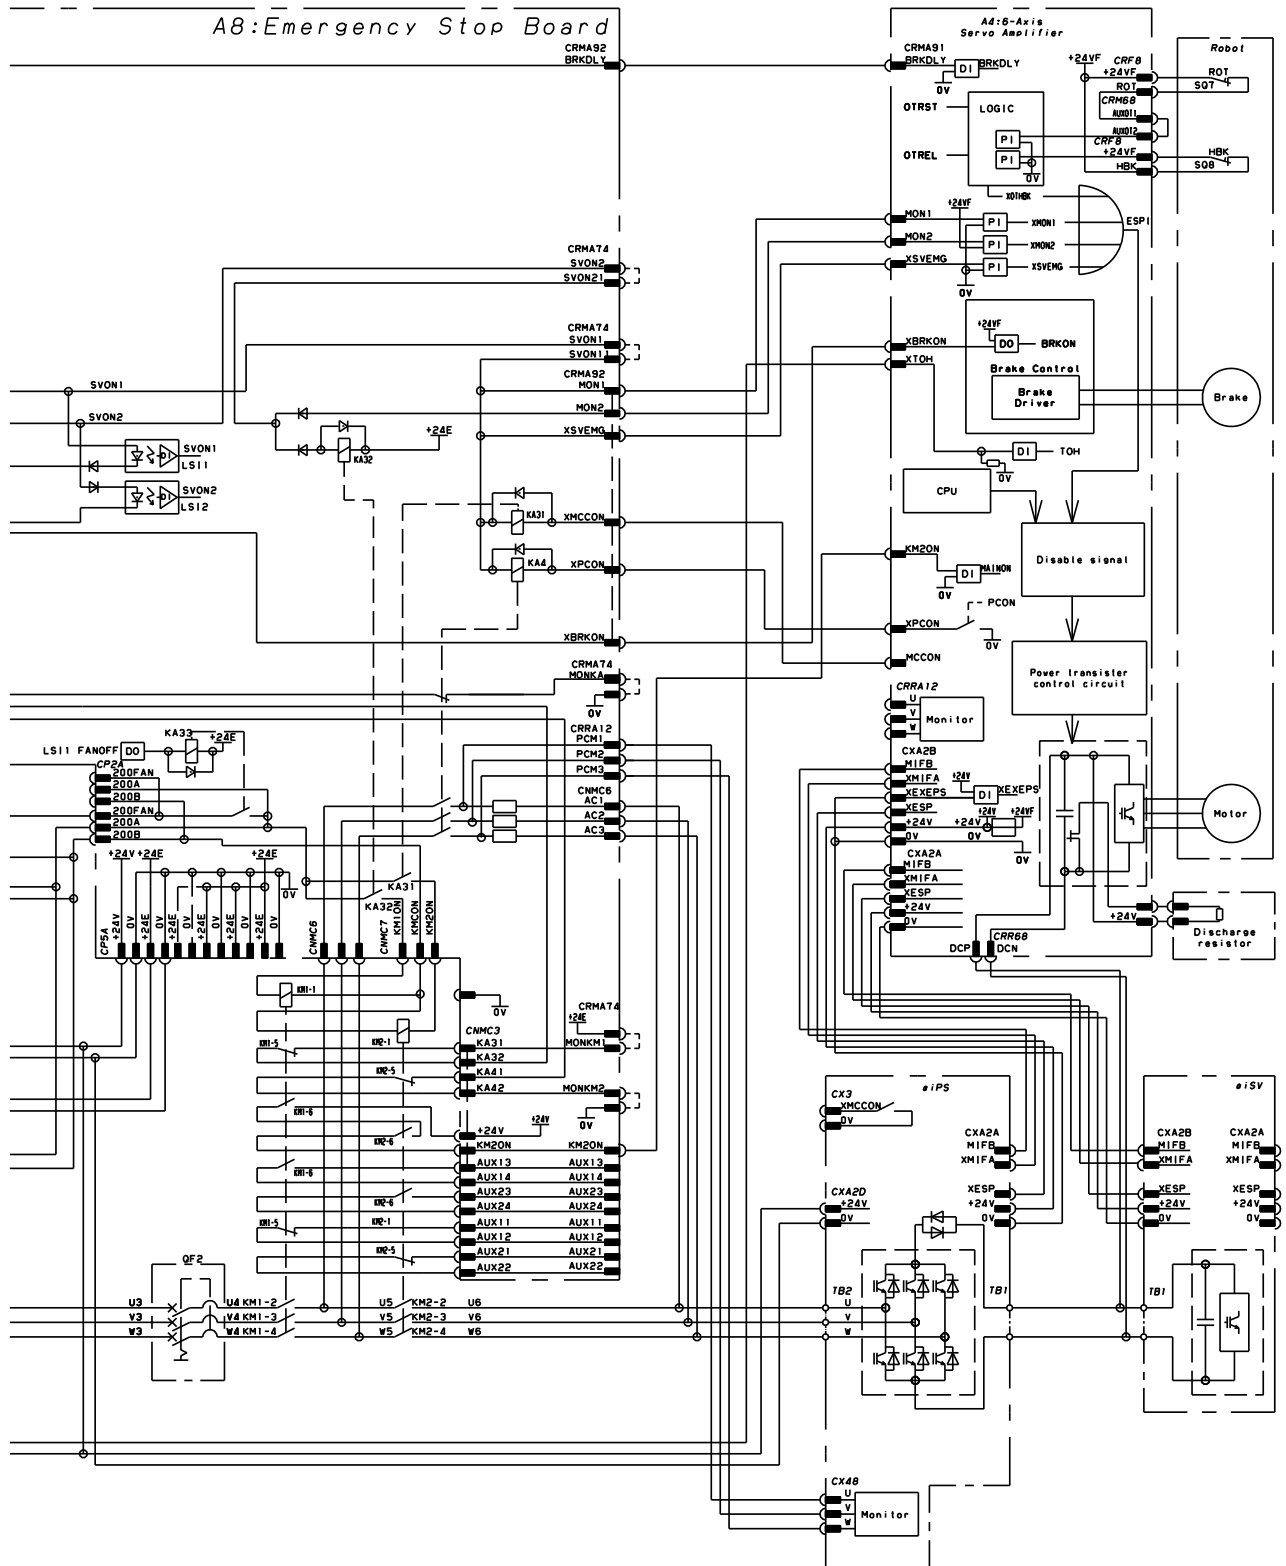 A8:Emergency Stop Board
CRMA92
BRKDLY
CRMA74
SVON2
SVON21
CRMA74
SVON1
SVON11
CRMA92
MON1
MON2
XSVEMG
SVON1
SVON2
SVON1
LSI1
DI
SVON2
LSI2
DI
+24E
KA32
KA31
XMCCON
KA4
XPCON
XBRKON
CRMA74
MONKA
0V
CRRA12
PCM1
PCM2
PCM3
CNMC6
AC1
AC2
AC3
KA33
+24E
LSI1 FANOFF
DO
CP2A
200FAN
200A
200B
200FAN
200A
200B
+24V
+24E
+24E
0V
KA31
KA32
CP5A
+24V
0V
+24E
0V
+24E
0V
+24E
0V
+24E
0V
+24E
0V
CNMC6
CNMC7
KM1ON
KMCON
KM2ON
KM1-1
0V
CRMA74
+24E
KM1-5
KM2-1
CNMC3
KA31
MONKM1
KA32
KM2-5
KA41
KA42
MONKM2
KM1-6
0V
+24V
+24V
KM2-6
KM2ON
KM2ON
KM1-6
AUX13
AUX13
AUX14
AUX14
KM2-6
AUX23
AUX23
AUX24
AUX24
KM1-5
KM2-1
AUX11
AUX11
AUX12
AUX12
KM2-5
AUX21
AUX21
AUX22
AUX22
QF2
U3
U4 KM1-2
U5
KM2-2
U6
V3
V4 KM1-3
V5
KM2-3
V6
W3
W4 KM1-4
W5
KM2-4
W6
A4:6-Axis
Servo Amplifier
CRMA91
BRKDLY
DI
BRKDLY
0V
+24VF
CRF8
+24VF
ROT
CRM68
AUXOT1
AUXOT2
CRF8
+24VF
HBK
Robot
ROT
SQ7
HBK
SQ8
OTRST
LOGIC
PI
OTREL
PI
0V
XOTHBK
MON1
+24VF
PI
XMON1
ESP1
MON2
PI
XMON2
XSVEMG
PI
XSVEMG
0V
+24VF
XBRKON
DO
BRKON
XTOH
Brake Control
Brake
Driver
Brake
DI
TOH
0V
CPU
Disable signal
KM2ON
DI
MAINON
0V
PCON
XPCON
0V
MCCON
Power transister
control circuit
CRRA12
U
V
W
Monitor
CXA2B
MIFB
XMIFA
XEXEPS
+24V
DI
XEXEPS
XESP
+24V
+24V
+24V
+24VF
0V
0V
0V
CXA2A
MIFB
XMIFA
XESP
+24V
0V
Motor
+24V
Discharge
resistor
DCP
CRR68
DCN
aiPS
CX3
XMCCON
0V
CXA2A
MIFB
XMIFA
XESP
+24V
0V
CXA2D
+24V
0V
TB2
U
V
W
TB1
aiSV
CXA2B
MIFB
XMIFA
XESP
+24V
0V
CXA2A
MIFB
XMIFA
XESP
+24V
0V
TB1
CX48
U
V
W
Monitor